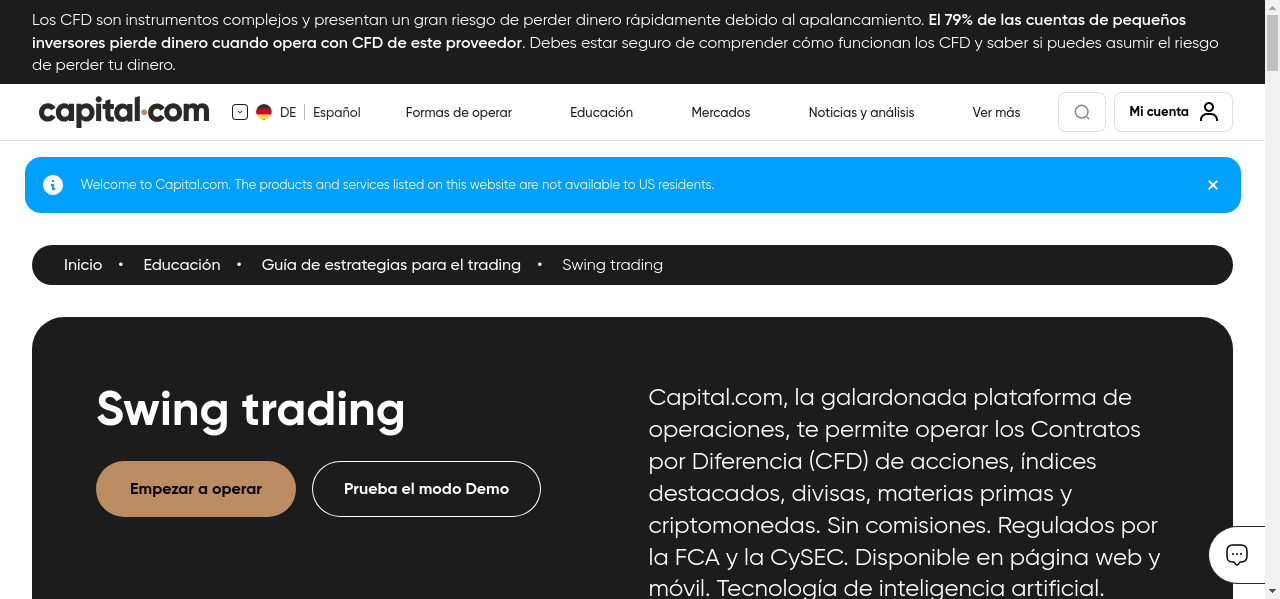 Los CFD son instrumentos complejos y presentan un gran riesgo de perder dinero rápidamente debido al apalancamiento. El 79% de las cuentas de pequeños
inversores pierde dinero cuando opera con CFD de este proveedor. Debes estar seguro de comprender cómo funcionan los CFD y saber si puedes asumir el riesgo
de perder tu dinero.
capital.com DE Español Formas de operar Educación Mercados Noticias y análisis Ver más Mi cuenta
Welcome to Capital.com. The products and services listed on this website are not available to US residents.
Inicio • Educación • Guía de estrategias para el trading • Swing trading
Swing trading
Empezar a operar Prueba el modo Demo
Capital.com, la galardonada plataforma de
operaciones, te permite operar los Contratos
por Diferencia (CFD) de acciones, índices
destacados, divisas, materias primas y
criptomonedas. Sin comisiones. Regulados por
la FCA y la CySEC. Disponible en página web y
móvil. Tecnología de inteligencia artificial.